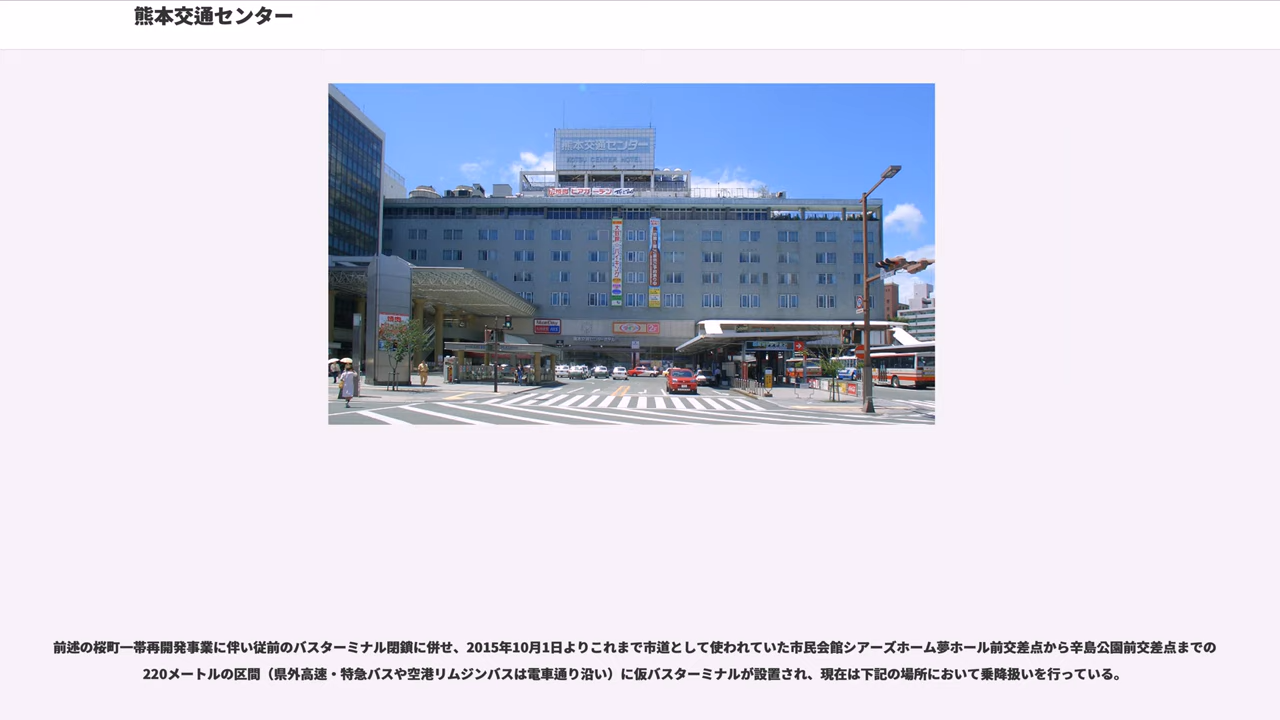 熊本交通センター
熊本交通センター
KOTSU CENTER HOTEL
前述の桜町一帯再開発事業に伴い従前のバスターミナル閉鎖に併せ、2015年10月1日よりこれまで市道として使われていた市民会館シアーズホーム夢ホール前交差点から辛島公園前交差点までの
220メートルの区間（県外高速・特急バスや空港リムジンバスは電車通り沿い）に仮バスターミナルが設置され、現在は下記の場所において乗降扱いを行っている。